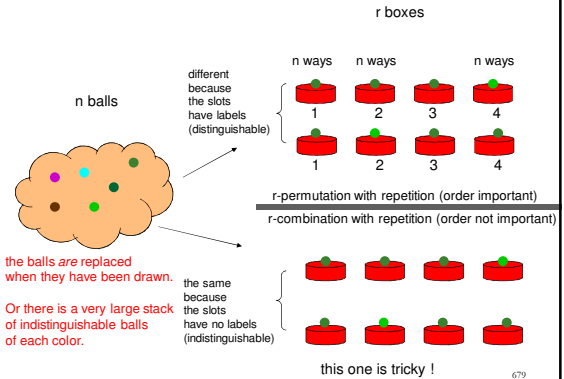 r boxes
n ways n ways n ways
different
because
the slots
have labels
(distinguishable)
n balls
1 2 3 4
1 2 3 4
r-permutation with repetition (order important)
r-combination with repetition (order not important)
the balls are replaced
when they have been drawn.
Or there is a very large stack
of indistinguishable balls
of each color.
the same
because
the slots
have no labels
(indistinguishable)
this one is tricky !
679